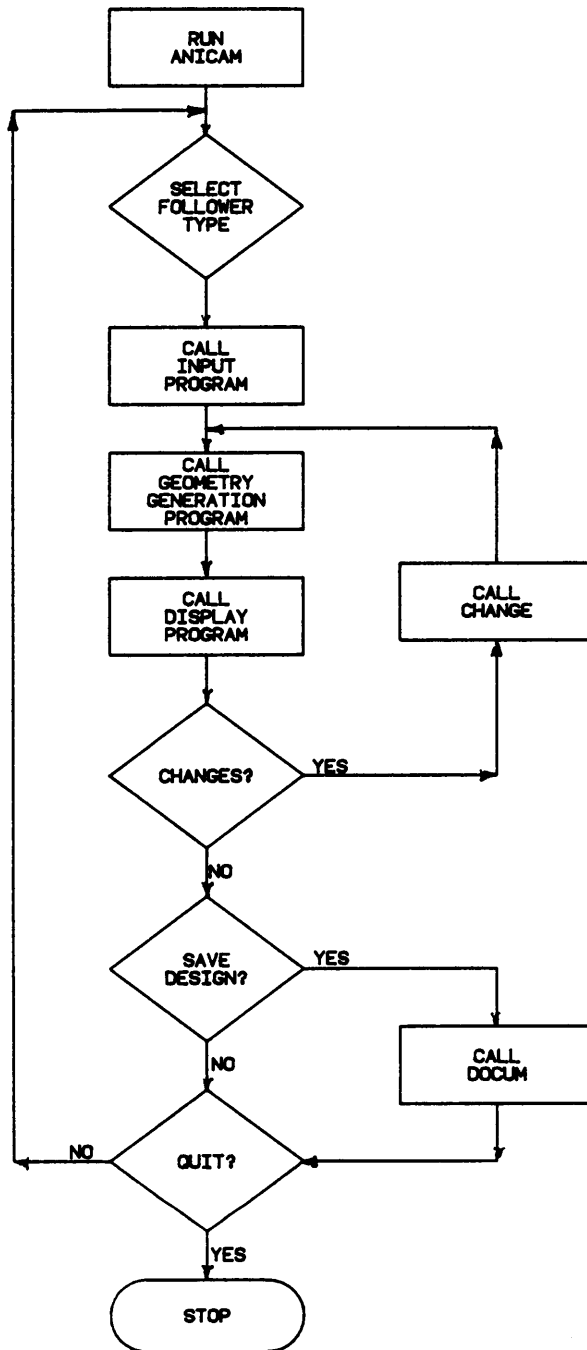 RUN
ANICAM
SELECT
FOLLOWER
TYPE
CALL
INPUT
PROGRAM
CALL
GEOMETRY
GENERATION
PROGRAM
CALL
DISPLAY
PROGRAM
CALL
CHANGE
CHANGES?
YES
NO
SAVE
DESIGN?
YES
NO
CALL
DOCUM
QUIT?
NO
YES
STOP